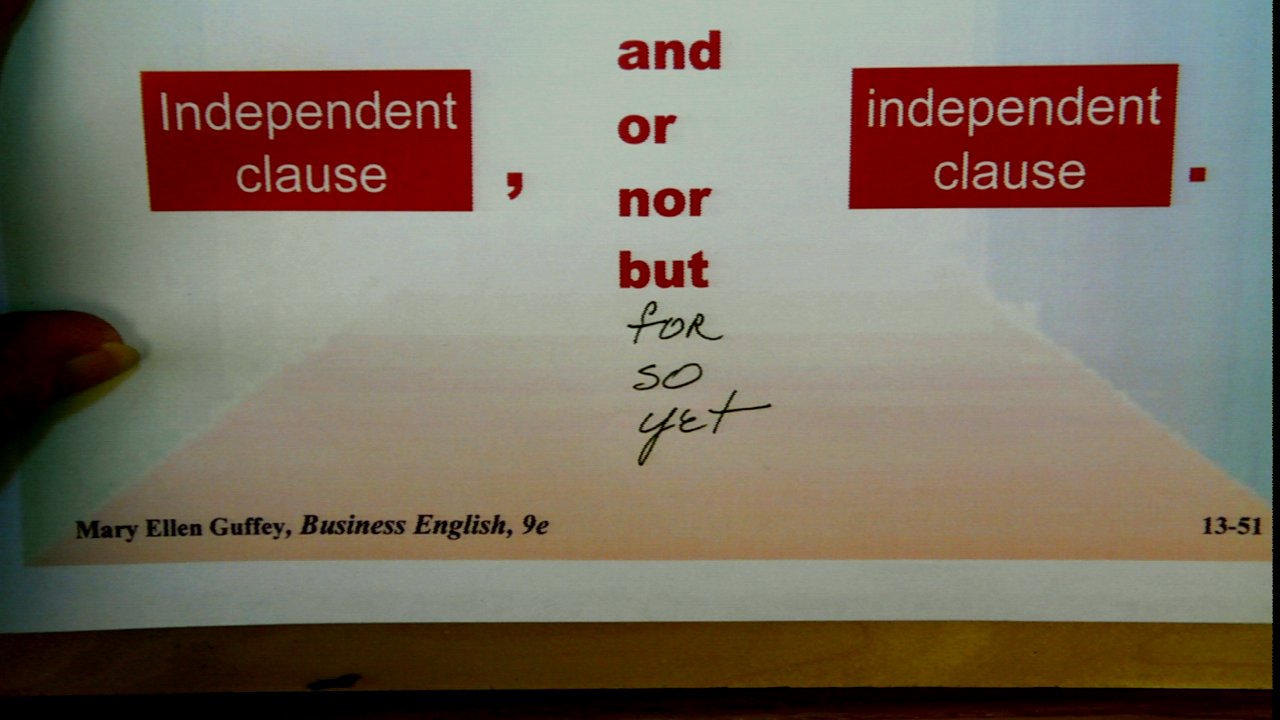 Independent
clause
,
and
or
nor
but
for
so
yet
independent
clause
.
Mary Ellen Guffey, Business English, 9e
13-51